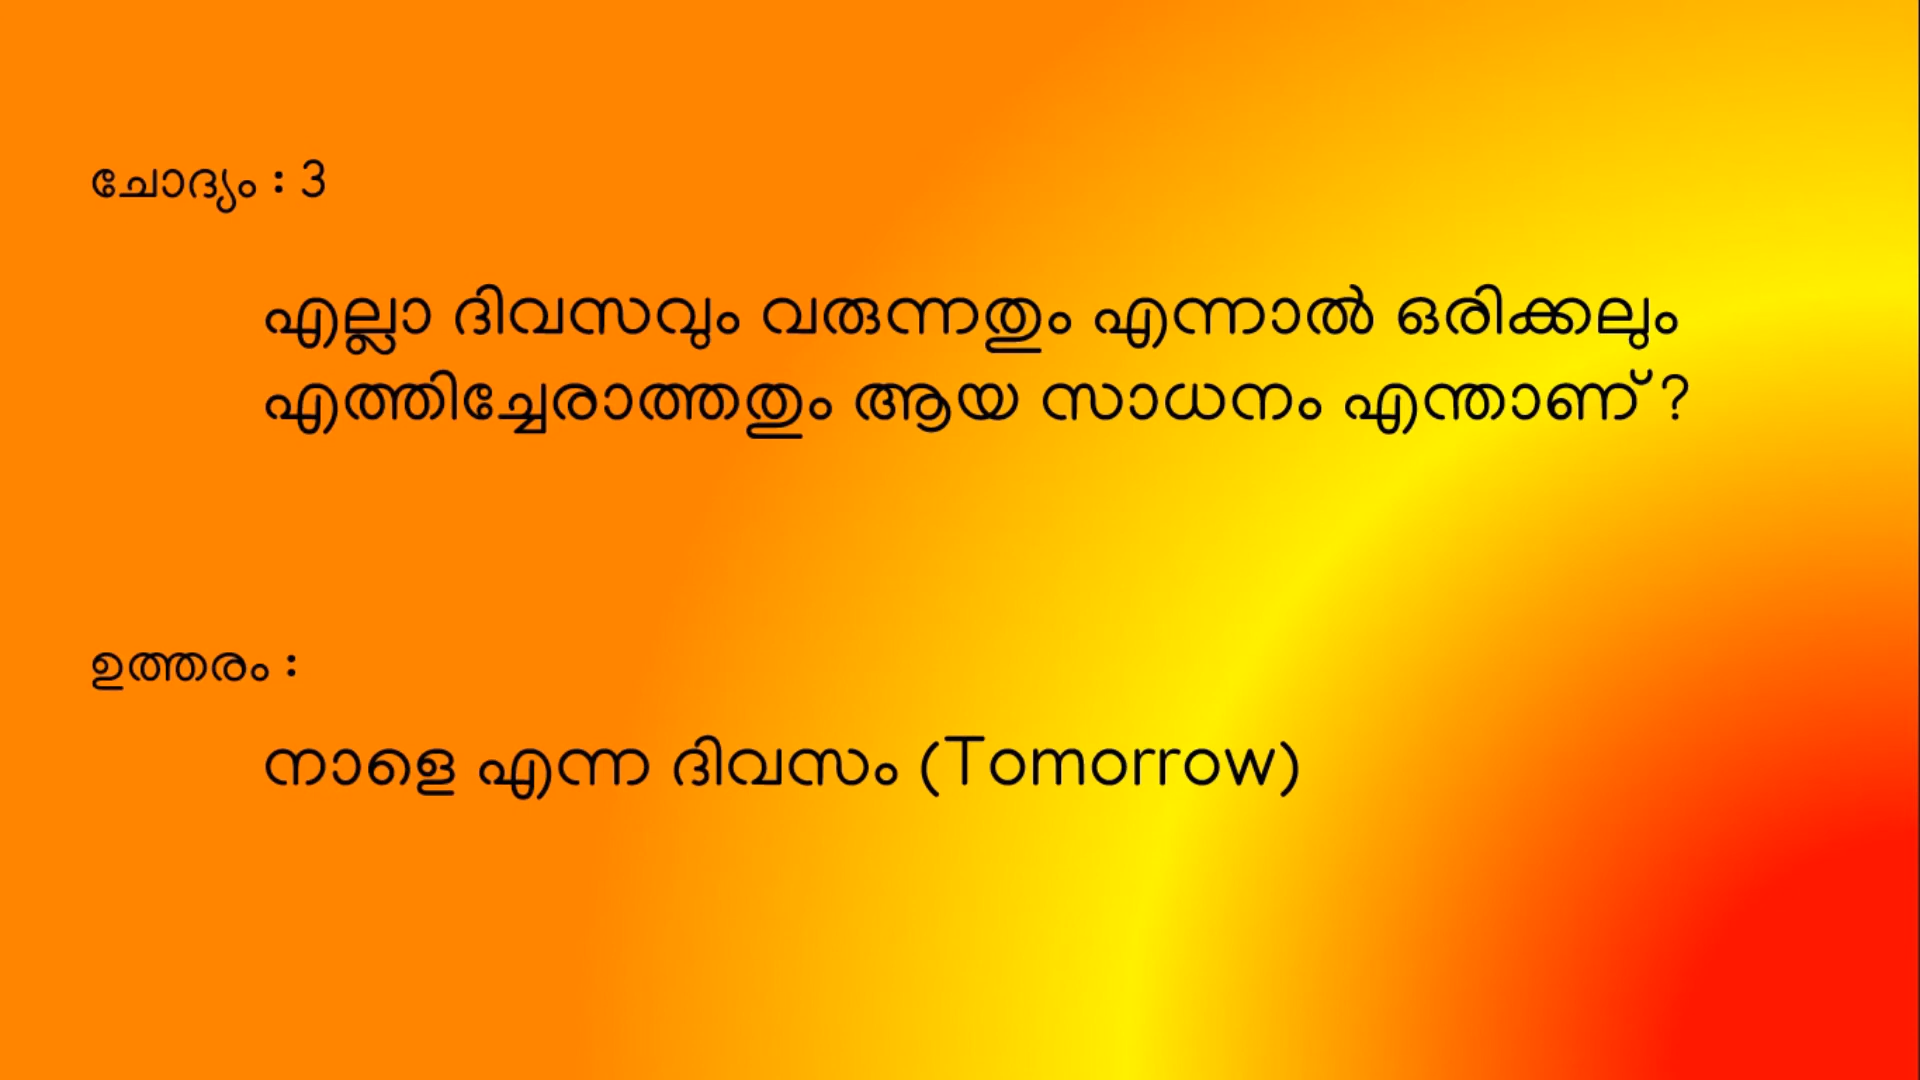 ചോദ്യം : 3
എല്ലാ ദിവസവും വരുന്നതും എന്നാൽ ഒരിക്കലും
എത്തിച്ചേരാത്തതും ആയ സാധനം എന്താണ് ?
ഉത്തരം :
നാളെ എന്ന ദിവസം (Tomorrow)